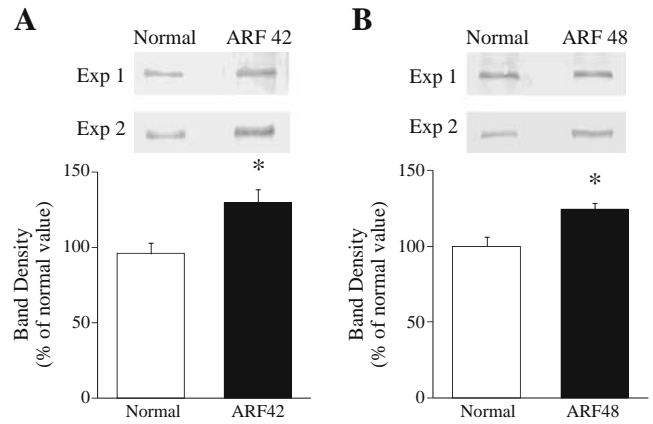 A
Normal ARF 42
Exp 1
Exp 2
150
100
50
0
Band Density
(% of normal value)
*
Normal ARF42
B
Normal ARF 48
Exp 1
Exp 2
150
100
50
0
Band Density
(% of normal value)
*
Normal ARF48